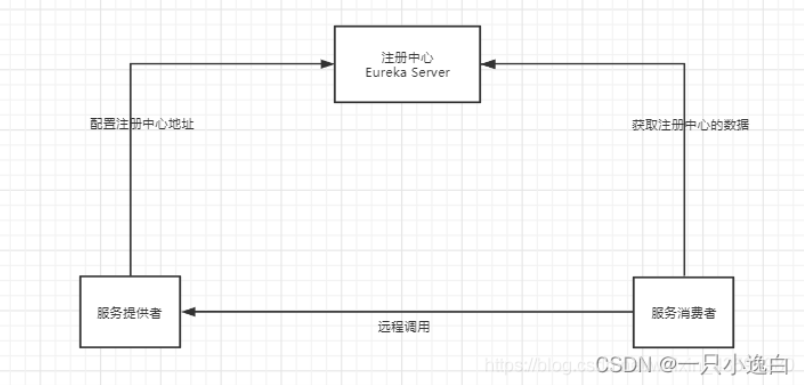 注册中心
Eureka Server
配置注册中心地址
获取注册中心的数据
服务提供者
服务消费者
远程调用
https://blog.cs
CSDN @一只小逸白